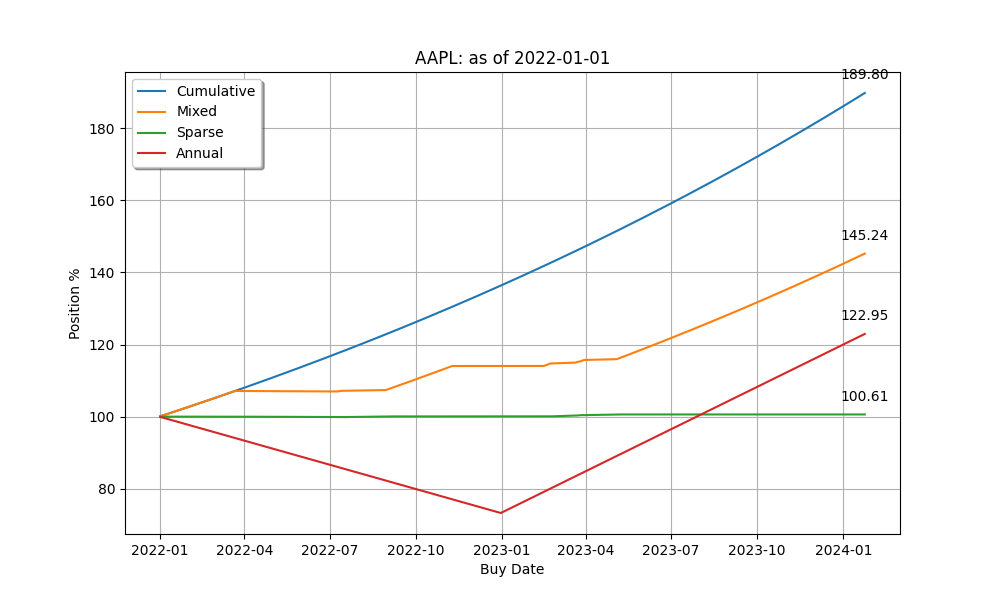 AAPL: as of 2022-01-01
189.80
Cumulative
Mixed
Sparse
Annual
180
160
145.24
140
Position %
122.95
120
100.61
100
80
2022-01 2022-04 2022-07 2022-10 2023-01 2023-04 2023-07 2023-10 2024-01
Buy Date